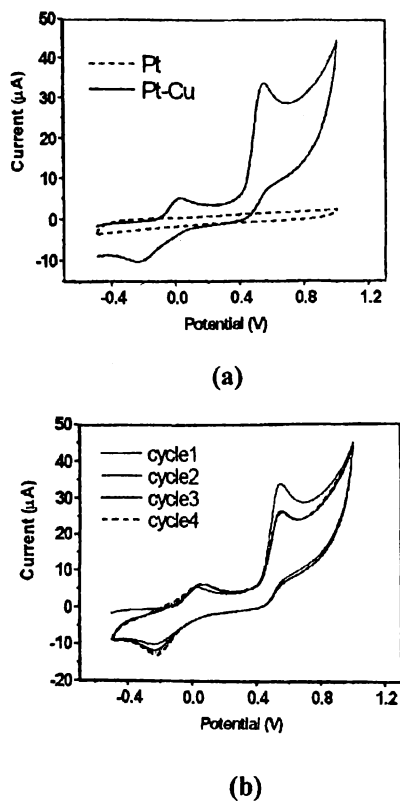 50
40
30
20
10
0
-10
Current (µA)
Pt
Pt-Cu
-0.4 0.0 0.4 0.8 1.2
Potential (V)
(a)
50
40
30
20
10
0
-10
-20
Current (µA)
cycle1
cycle2
cycle3
cycle4
-0.4 0.0 0.4 0.8 1.2
Potential (V)
(b)